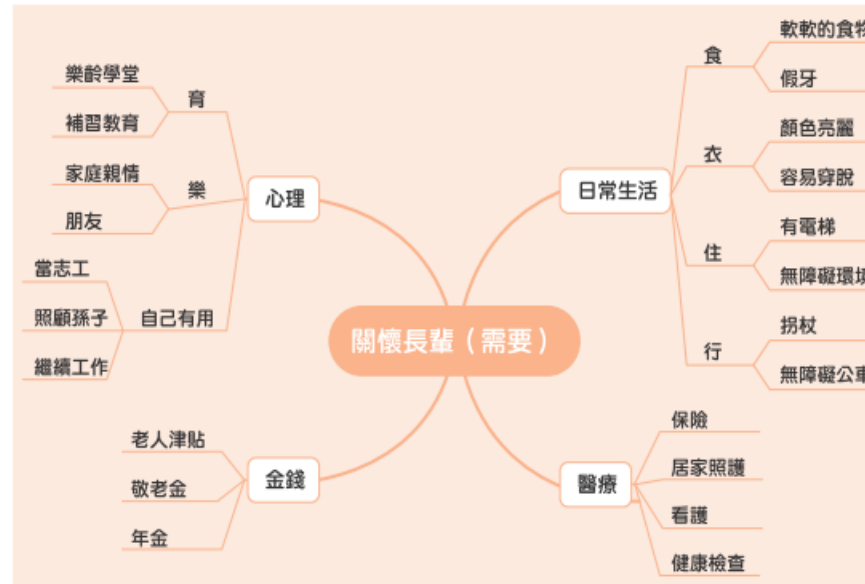 關懷長輩（需要）
心理
育
樂齡學堂
補習教育
樂
家庭親情
朋友
自己有用
當志工
照顧孫子
繼續工作
金錢
老人津貼
敬老金
年金
日常生活
食
軟軟的食物
假牙
衣
顏色亮麗
容易穿脫
住
有電梯
無障礙環境
行
拐杖
無障礙公車
醫療
保險
居家照護
看護
健康檢查